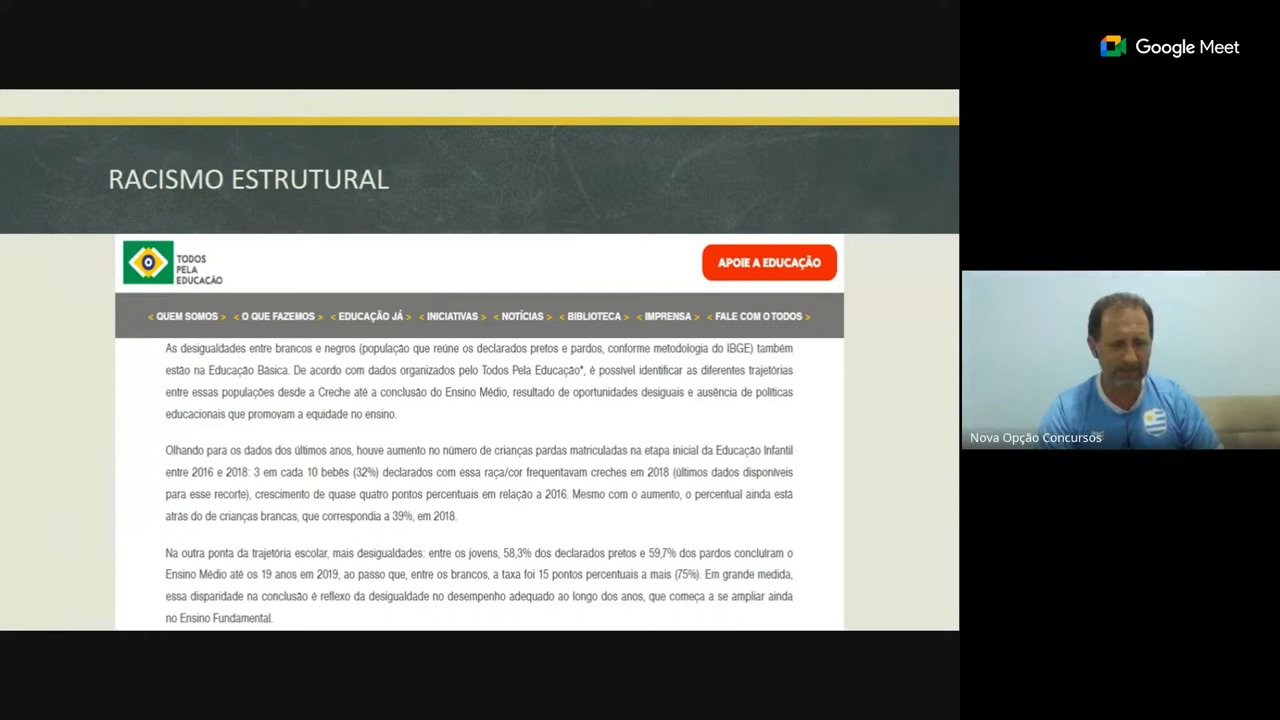 Google Meet
RACISMO ESTRUTURAL
TODOS
PELA
EDUCAÇÃO
APOIE A EDUCAÇÃO
< QUEM SOMOS > < O QUE FAZEMOS > < EDUCAÇÃO JÁ > < INICIATIVAS > < NOTÍCIAS > < BIBLIOTECA > < IMPRENSA > < FALE COM O TODOS >
As desigualdades entre brancos e negros (população que reúne os declarados pretos e pardos, conforme metodologia do IBGE) também
estão na Educação Básica. De acordo com dados organizados pelo Todos Pela Educação*, é possível identificar as diferentes trajetórias
entre essas populações desde a Creche até a conclusão do Ensino Médio, resultado de oportunidades desiguais e ausência de políticas
educacionais que promovam a equidade no ensino.
Olhando para os dados dos últimos anos, houve aumento no número de crianças pardas matriculadas na etapa inicial da Educação Infantil
entre 2016 e 2018: 3 em cada 10 bebês (32%) declarados com essa raça/cor frequentavam creches em 2018 (últimos dados disponíveis
para esse recorte), crescimento de quase quatro pontos percentuais em relação a 2016. Mesmo com o aumento, o percentual ainda está
atrás do de crianças brancas, que correspondia a 39%, em 2018.
Na outra ponta da trajetória escolar, mais desigualdades: entre os jovens, 58,3% dos declarados pretos e 59,7% dos pardos concluíram o
Ensino Médio até os 19 anos em 2019, ao passo que, entre os brancos, a taxa foi 15 pontos percentuais a mais (75%). Em grande medida,
essa disparidade na conclusão é reflexo da desigualdade no desempenho adequado ao longo dos anos, que começa a se ampliar ainda
no Ensino Fundamental.
Nova Opção Concursos